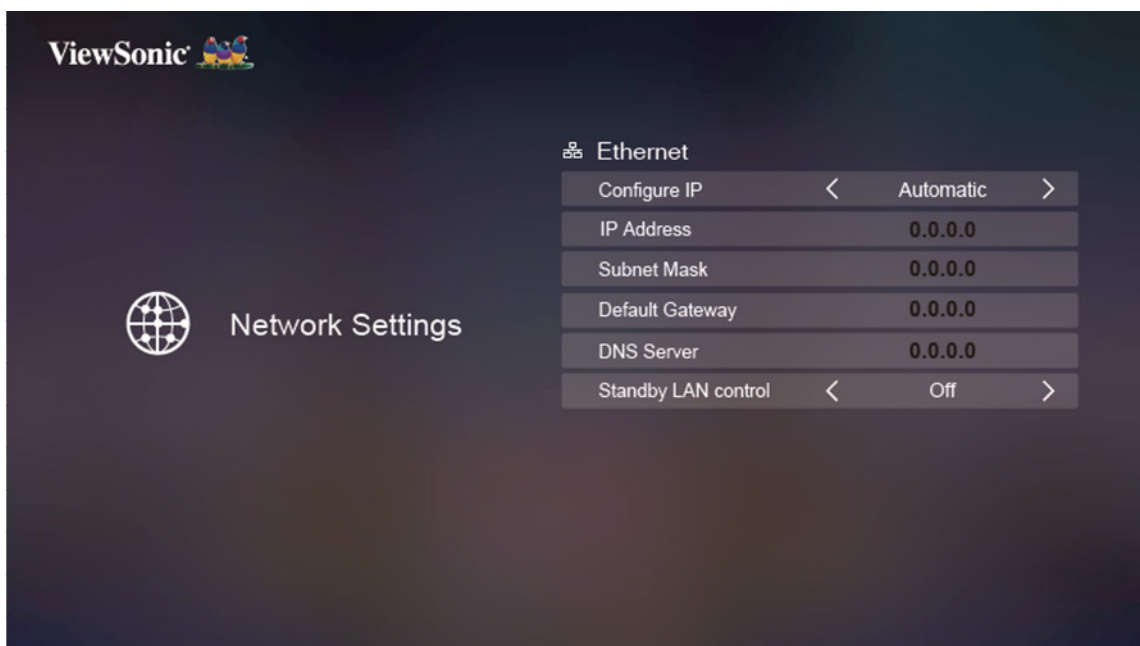 ViewSonic
Ethernet
Configure IP < Automatic >
IP Address 0.0.0.0
Subnet Mask 0.0.0.0
Default Gateway 0.0.0.0
DNS Server 0.0.0.0
Standby LAN control < Off >
Network Settings